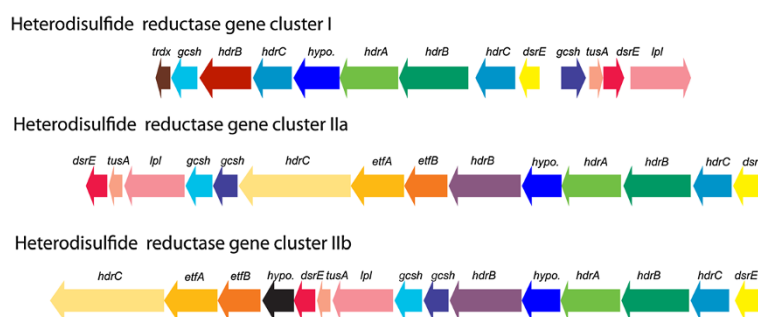 Heterodisulfide reductase gene cluster I
trdx gcsh hdrB hdrC hypo. hdrA hdrB hdrC dsrE gcsh tusA dsrE lpl
Heterodisulfide reductase gene cluster IIa
dsrE tusA lpl gcsh gcsh hdrC etfA etfB hdrB hypo. hdrA hdrB hdrC dsr
Heterodisulfide reductase gene cluster IIb
hdrC etfA etfB hypo. dsrE tusA lpl gcsh gcsh hdrB hypo. hdrA hdrB hdrC dsrE